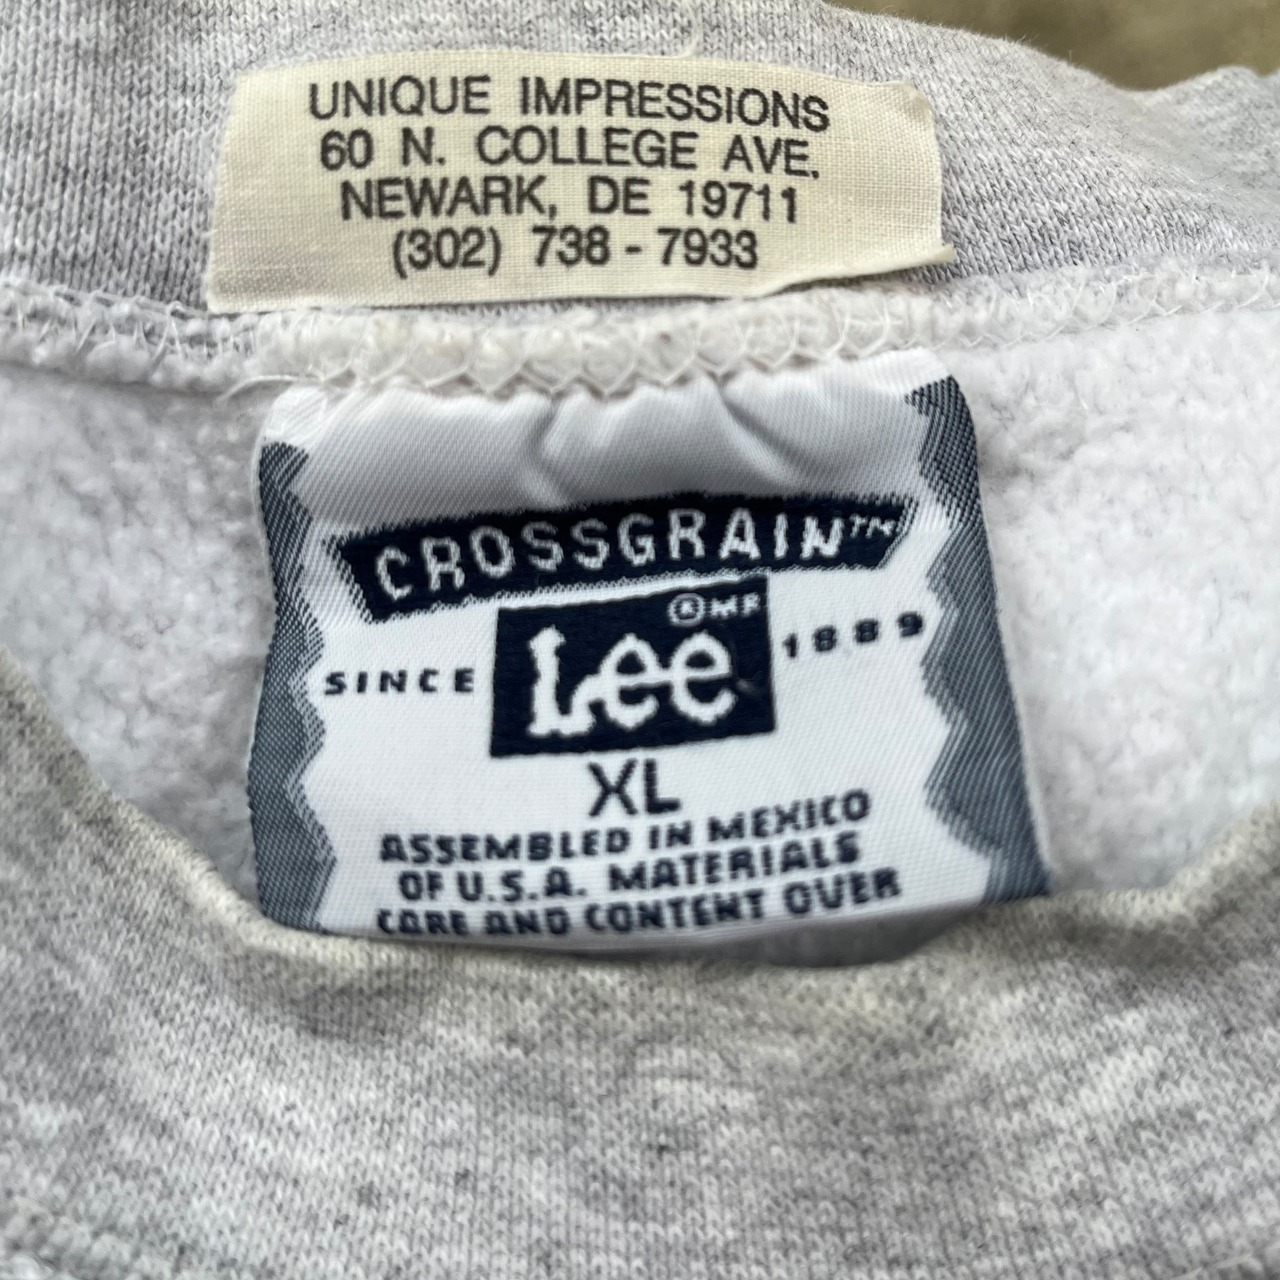 UNIQUE IMPRESSIONS
60 N. COLLEGE AVE.
NEWARK, DE 19711
(302) 738-7933
CROSSGRAIN™
® MR
SINCE Lee 1889
XL
ASSEMBLED IN MEXICO
OF U.S.A. MATERIALS
CARE AND CONTENT OVER